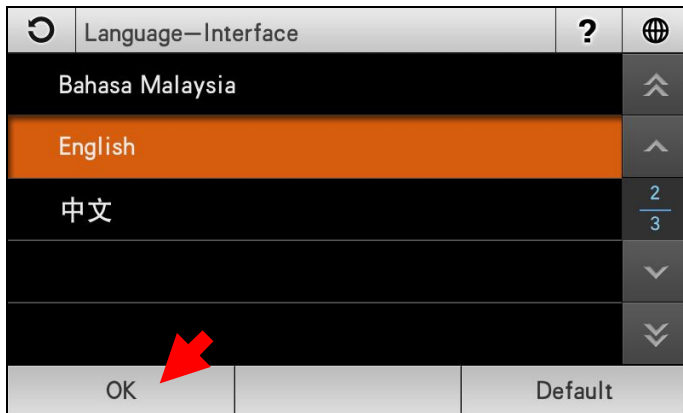 Language—Interface ?
Bahasa Malaysia
English
中文
2
3
OK Default